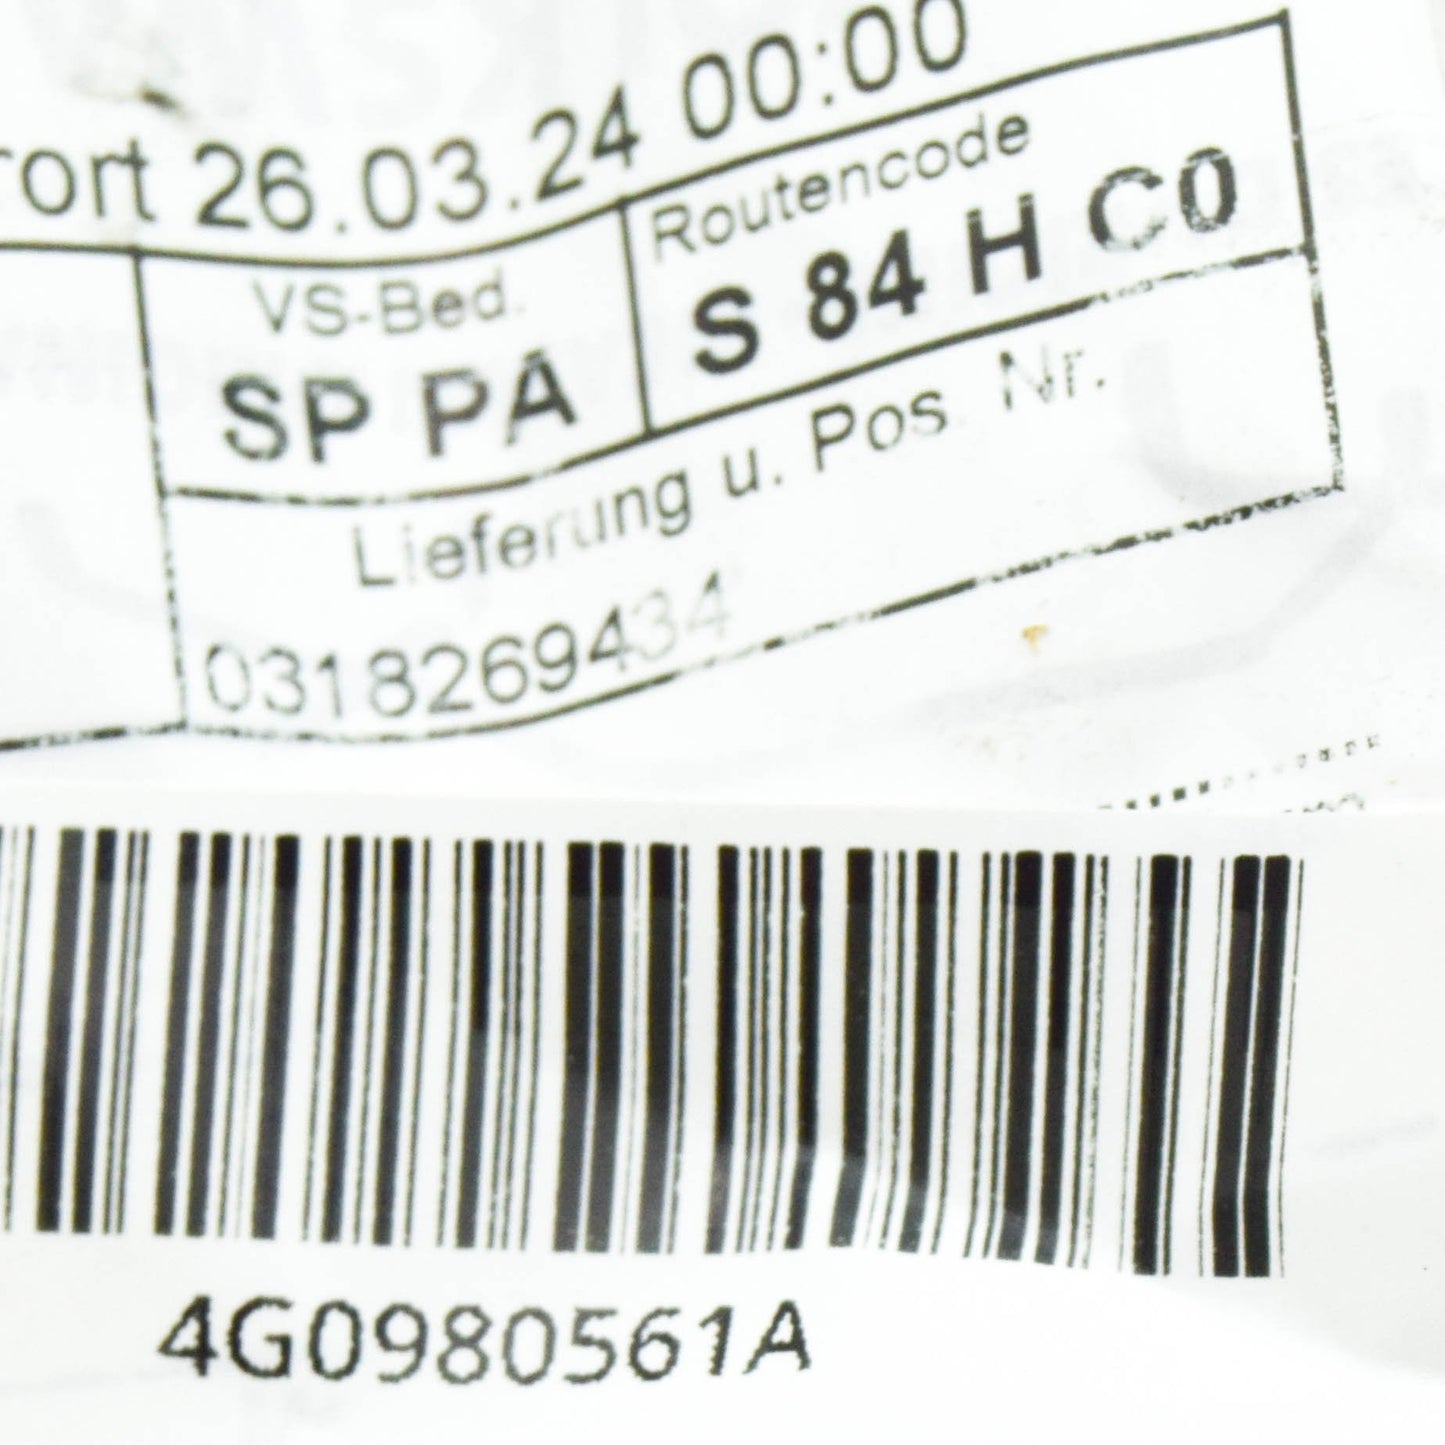 rort 26.03.24 00:00
VS-Bed.
Routencode
SP PA
S 84 H C0
Lieferung u. Pos. Nr.
0318269434
4G0980561A